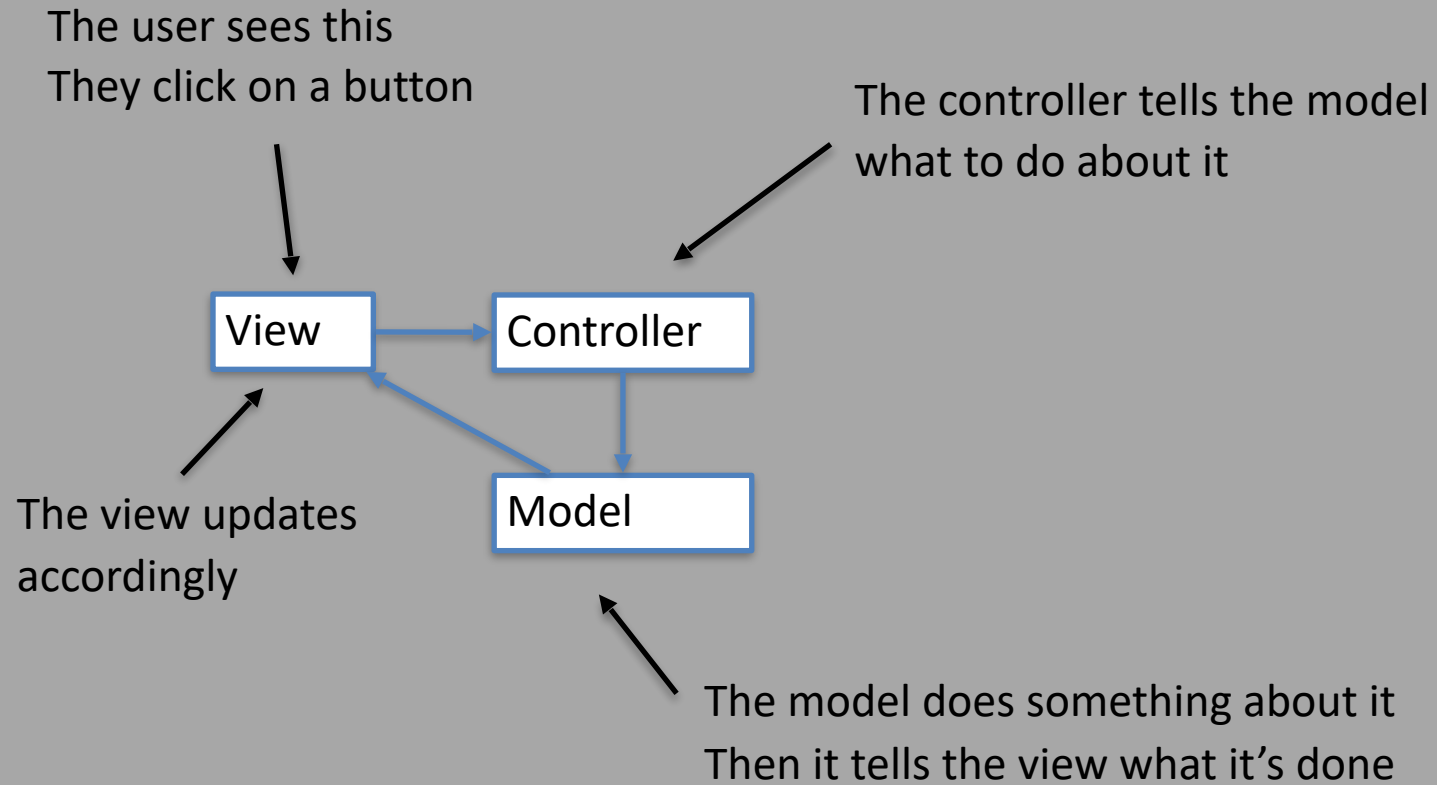 The user sees this
They click on a button
The controller tells the model
what to do about it
View
Controller
The view updates
accordingly
Model
The model does something about it
Then it tells the view what it’s done